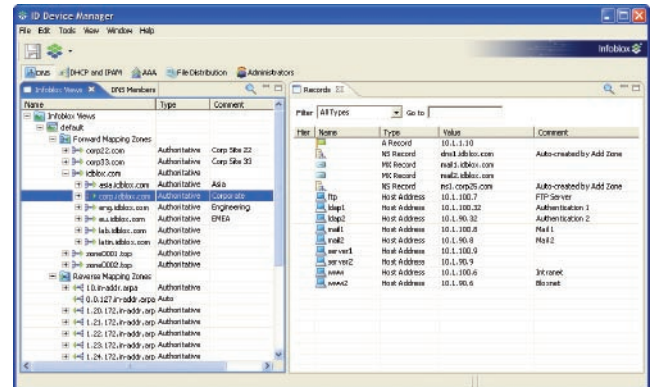 ID Device Manager
File Edit Tools View Window Help
Infoblox
DNS DHCP and IPAM AAA File Distribution Administrators
Infoblox Views DNS Members
Records
Name Type Comment
Infoblox Views
default
Forward Mapping Zones
corp22.com Authoritative Corp Site 22
corp33.com Authoritative Corp Site 33
idblox.com Authoritative
asia.idblox.com Authoritative Asia
corp.idblox.com Authoritative Corporate
eng.idblox.com Authoritative Engineering
eu.idblox.com Authoritative EMEA
lab.idblox.com Authoritative
latin.idblox.com Authoritative
zone0001.top Authoritative
zone0002.top Authoritative
Reverse Mapping Zones
10.in-addr.arpa Authoritative
0.0.127.in-addr.arpa Auto
1.20.172.in-addr.arp Authoritative
1.21.172.in-addr.arp Authoritative
1.22.172.in-addr.arp Authoritative
1.23.172.in-addr.arp Authoritative
1.24.172.in-addr.arp Authoritative
Filter All Types Go to
Name Type Value Comment
A Record 10.1.1.10
NS Record dns1.idblox.com Auto-created by Add Zone
MX Record mail1.idblox.com
MX Record mail2.idblox.com
NS Record ns1.corp25.com Auto-created by Add Zone
ftp Host Address 10.1.100.7 FTP Server
ldap1 Host Address 10.1.100.32 Authentication 1
ldap2 Host Address 10.1.90.32 Authentication 2
mail1 Host Address 10.1.100.8 Mail 1
mail2 Host Address 10.1.90.8 Mail 2
server1 Host Address 10.1.100.9
server2 Host Address 10.1.90.9
www Host Address 10.1.100.6 Intranet
www2 Host Address 10.1.90.6 Bloxnet